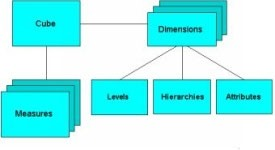 Cube
Dimensions
Levels
Hierarchies
Attributes
Measures